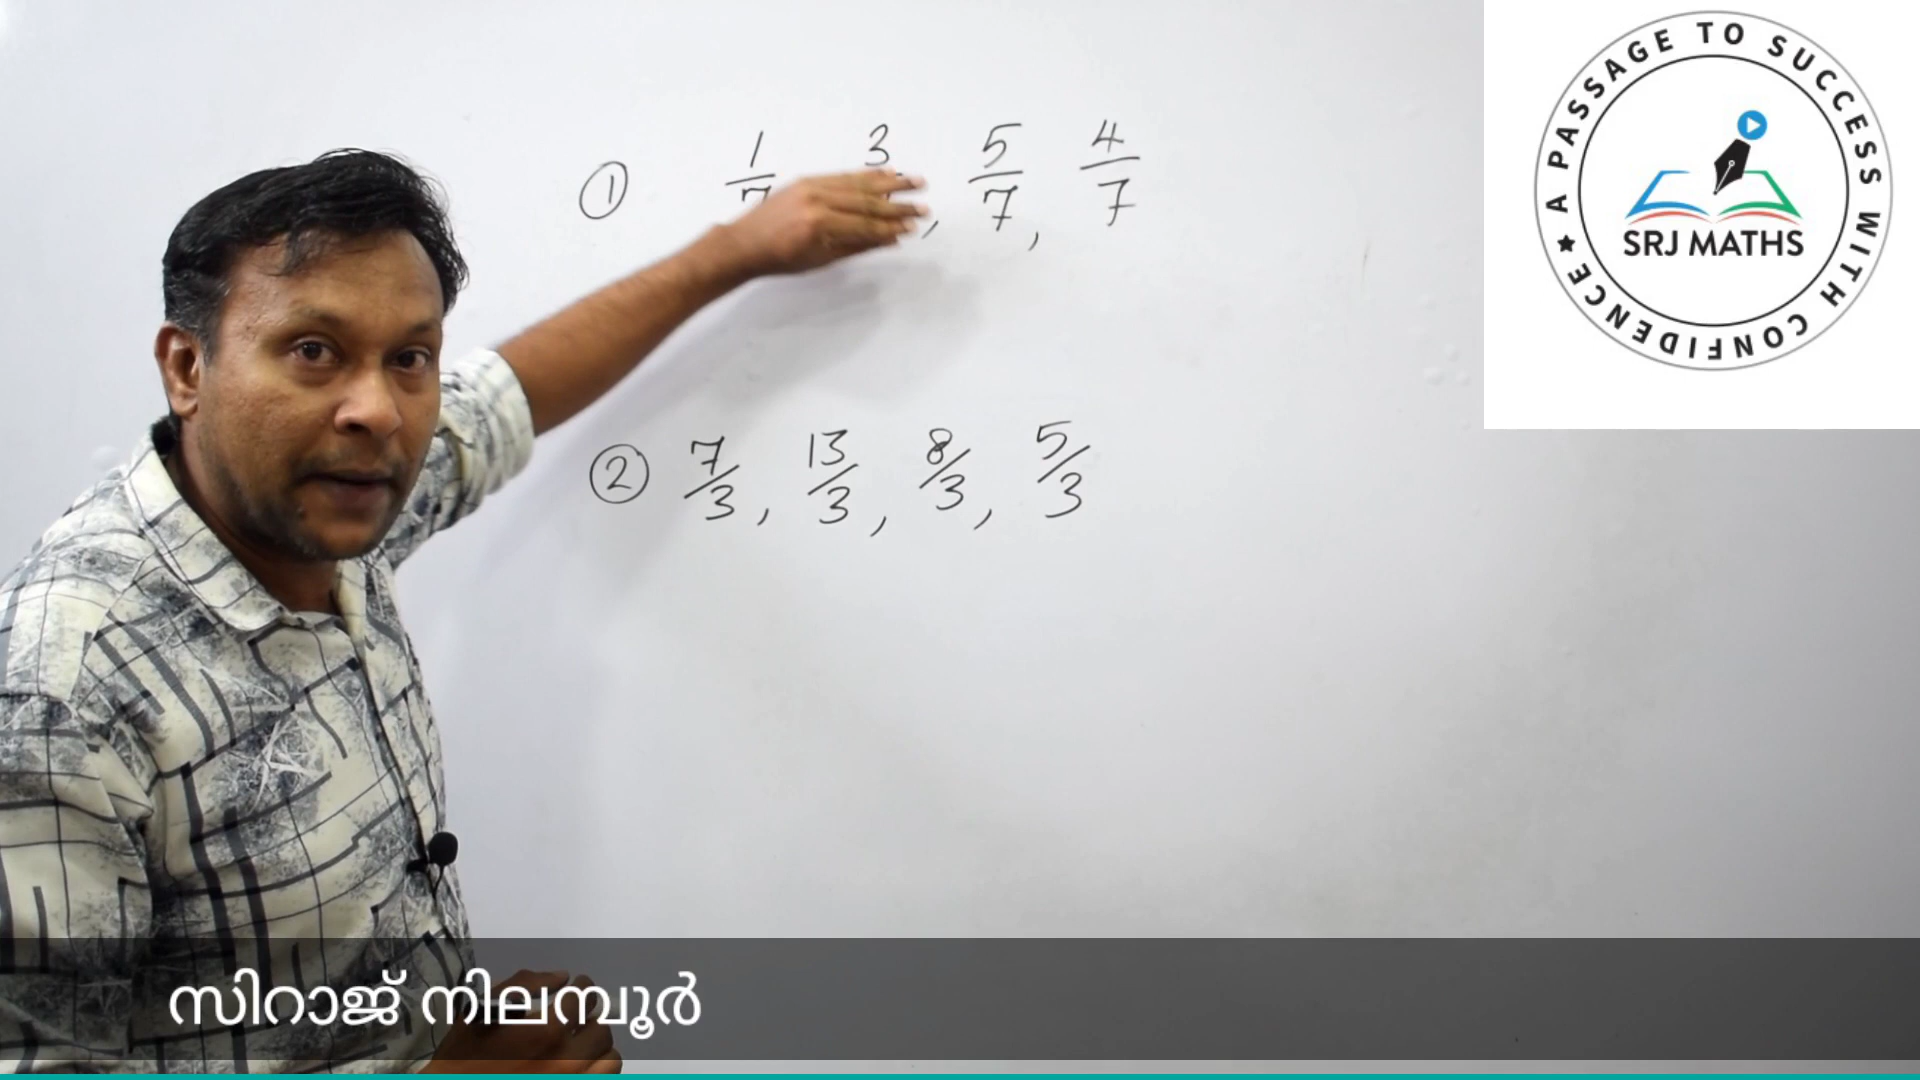 ① 1/7 3 , 5/7 , 4/7
② 7/3 , 13/3 , 8/3 , 5/3
A PASSAGE TO SUCCESS WITH CONFIDENCE ★
SRJ MATHS
സിറാജ് നിലമ്പൂർ